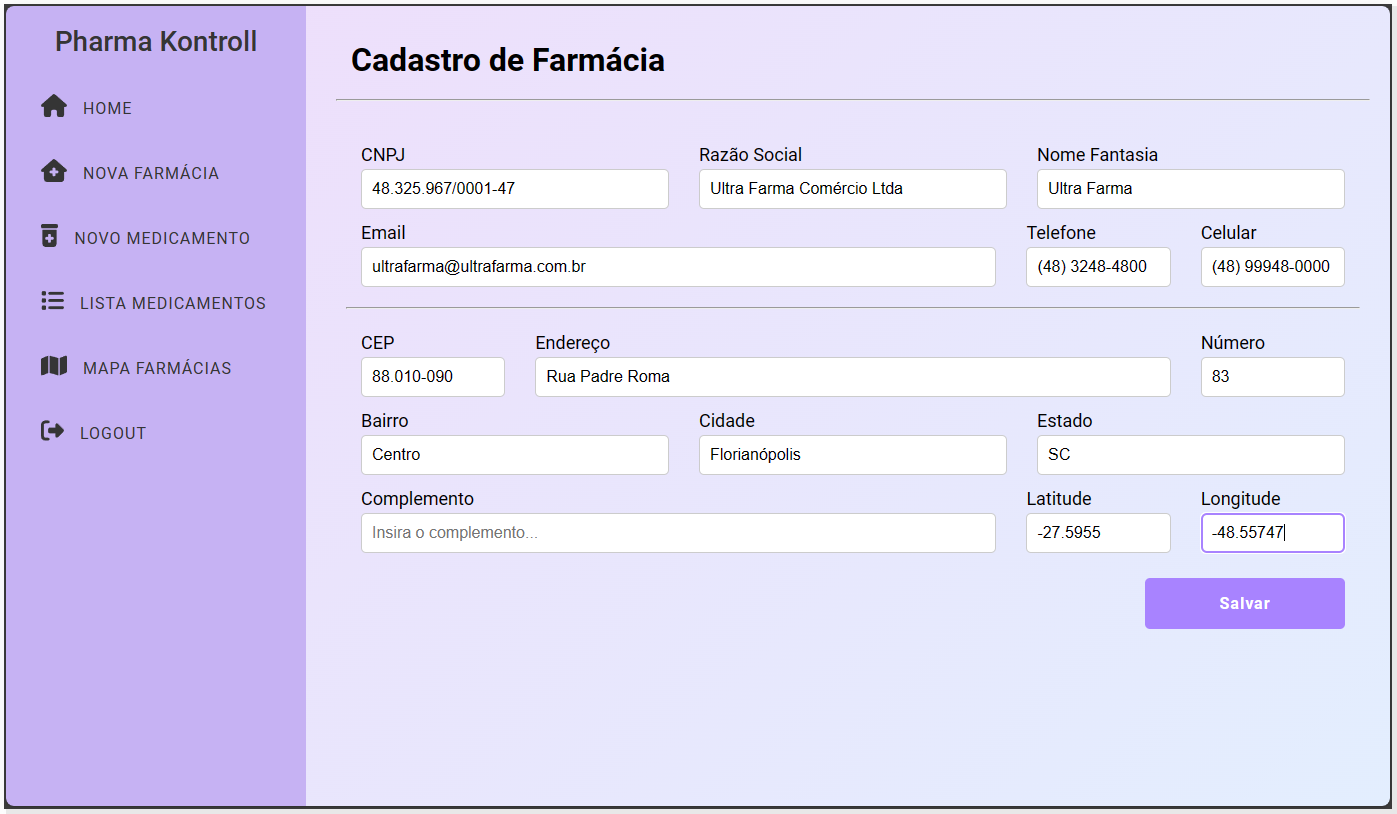 Pharma Kontroll
HOME
NOVA FARMÁCIA
NOVO MEDICAMENTO
LISTA MEDICAMENTOS
MAPA FARMÁCIAS
LOGOUT
Cadastro de Farmácia
CNPJ Razão Social Nome Fantasia
48.325.967/0001-47 Ultra Farma Comércio Ltda Ultra Farma
Email Telefone Celular
ultrafarma@ultrafarma.com.br (48) 3248-4800 (48) 99948-0000
CEP Endereço Número
88.010-090 Rua Padre Roma 83
Bairro Cidade Estado
Centro Florianópolis SC
Complemento Latitude Longitude
Insira o complemento... -27.5955 -48.55747
Salvar